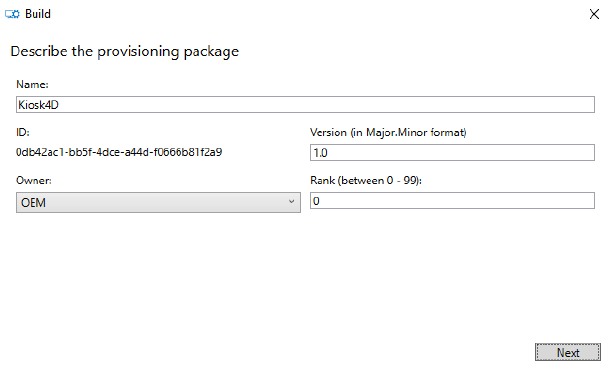 Build
Describe the provisioning package
Name:
Kiosk4D
ID:
0db42ac1-bb5f-4dce-a44d-f0666b81f2a9
Version (in Major.Minor format)
1.0
Owner:
OEM
Rank (between 0 - 99):
0
Next